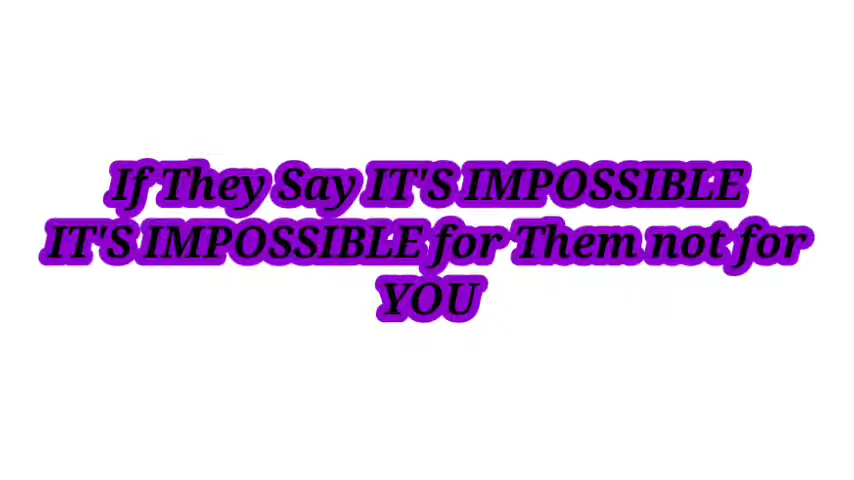 If They Say IT'S IMPOSSIBLE
IT'S IMPOSSIBLE for Them not for
YOU